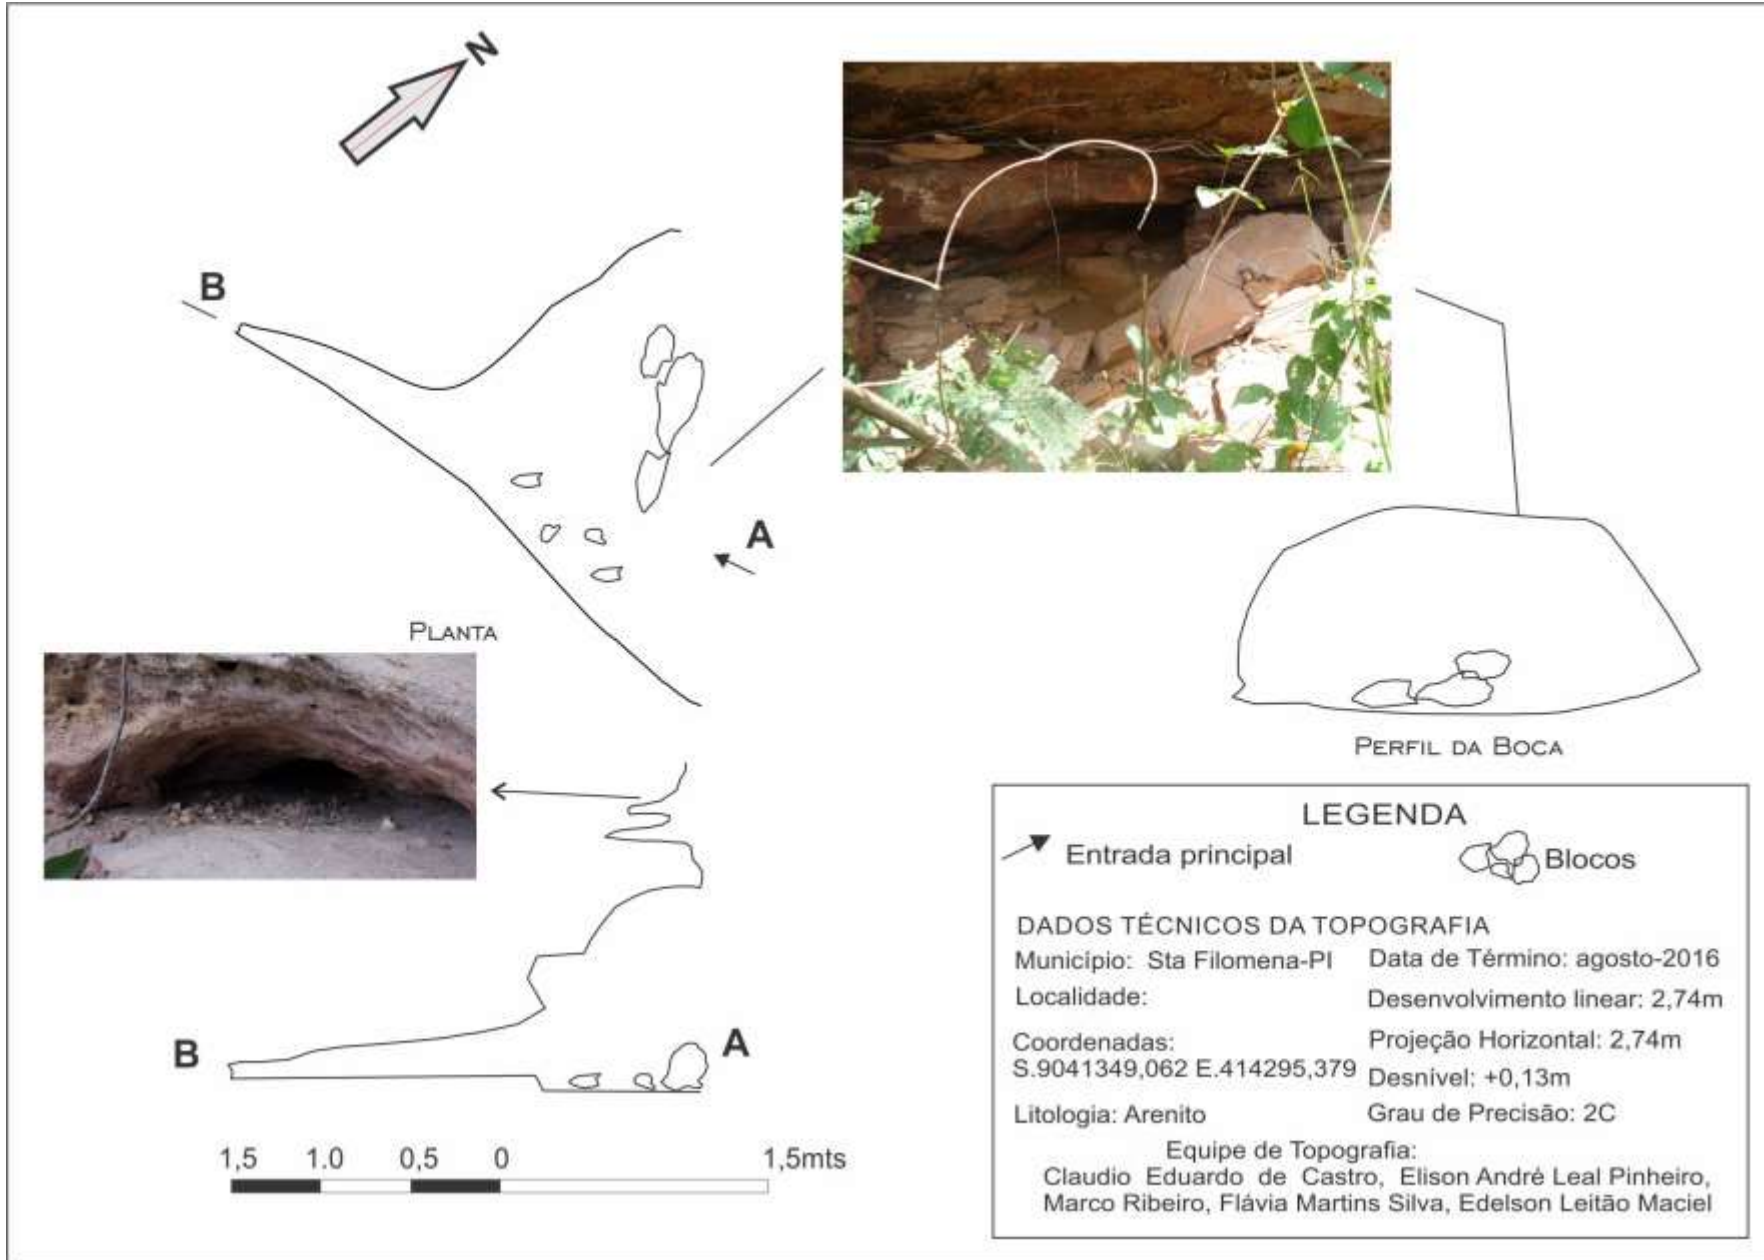 N
B
A
PLANTA
PERFIL DA BOCA
B
A
1,5 1.0 0,5 0 1,5mts
LEGENDA
Entrada principal
Blocos
DADOS TÉCNICOS DA TOPOGRAFIA
Município: Sta Filomena-PI
Data de Término: agosto-2016
Localidade:
Desenvolvimento linear: 2,74m
Coordenadas:
S.9041349,062 E.414295,379
Projeção Horizontal: 2,74m
Desnível: +0,13m
Litologia: Arenito
Grau de Precisão: 2C
Equipe de Topografia:
Claudio Eduardo de Castro, Elison André Leal Pinheiro,
Marco Ribeiro, Flávia Martins Silva, Edelson Leitão Maciel